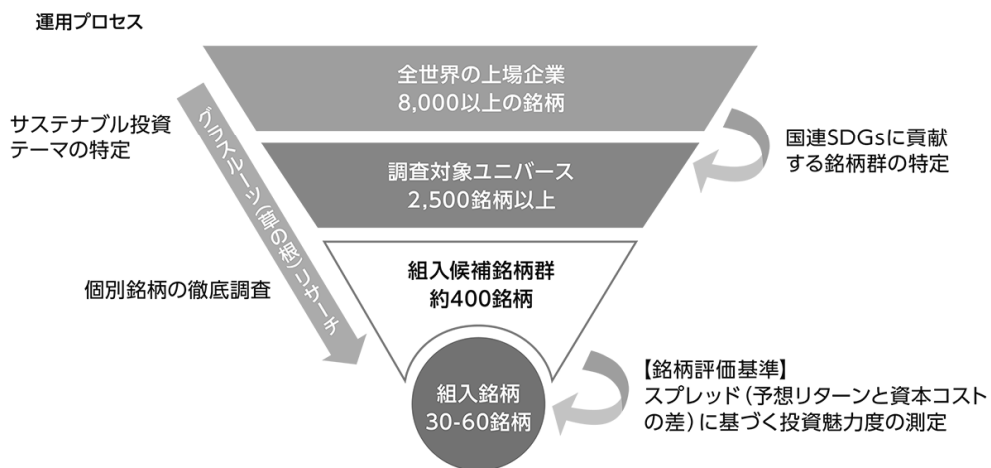 運用プロセス
全世界の上場企業
8,000以上の銘柄
サステナブル投資
テーマの特定
グラスルーツ（草の根）リサーチ
国連SDGsに貢献
する銘柄群の特定
調査対象ユニバース
2,500銘柄以上
組入候補銘柄群
約400銘柄
個別銘柄の徹底調査
組入銘柄
30-60銘柄
【銘柄評価基準】
スプレッド（予想リターンと資本コスト
の差）に基づく投資魅力度の測定